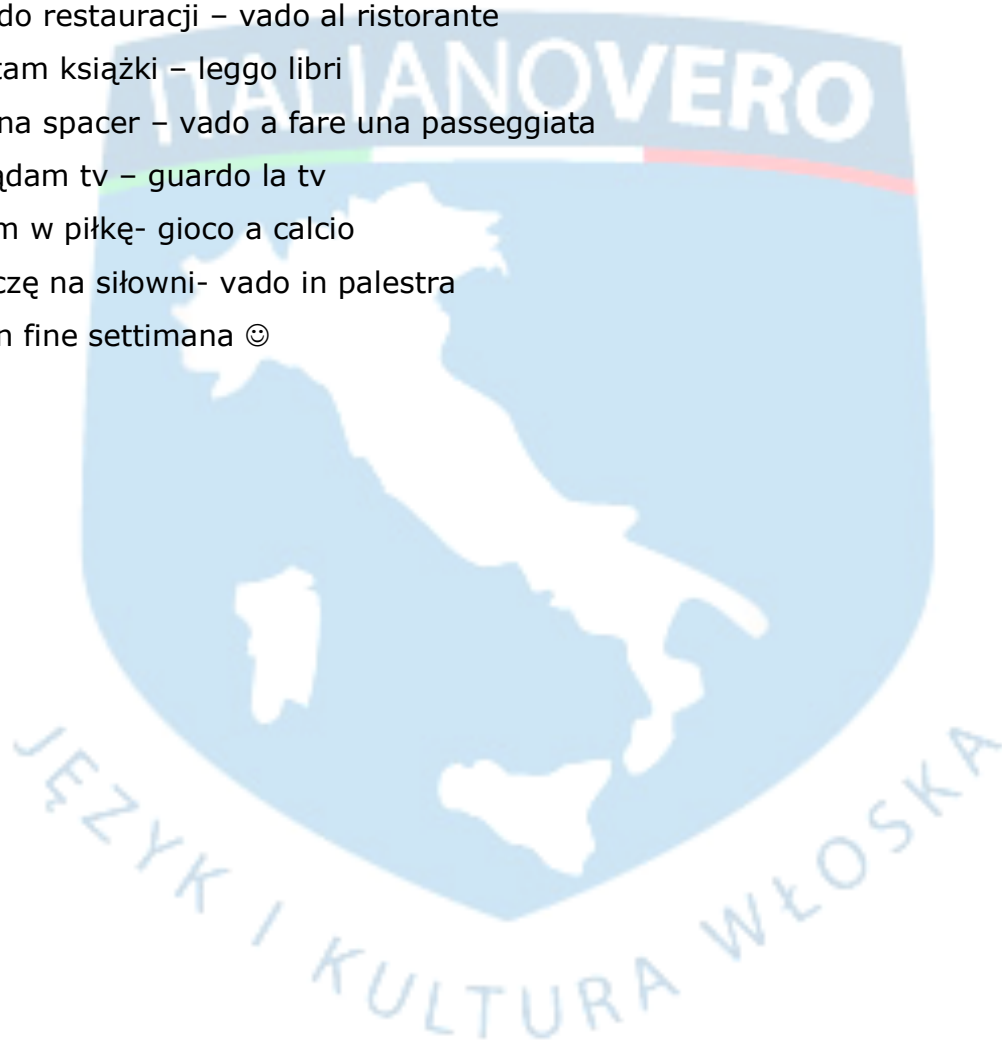 do restauracji – vado al ristorante
tam książki – leggo libri
na spacer – vado a fare una passeggiata
ądam tv – guardo la tv
m w piłkę- gioco a calcio
czę na siłowni- vado in palestra
n fine settimana ☺
ITALIANOVERO
JĘZYK I KULTURA WŁOSKA